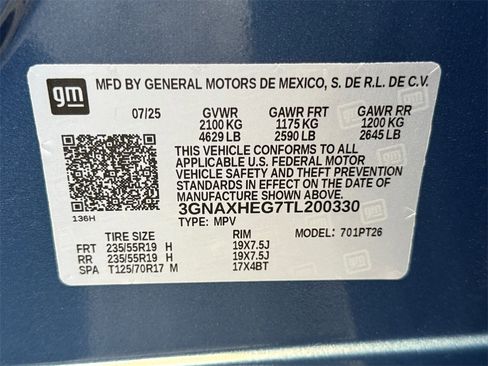 gm
MFD BY GENERAL MOTORS DE MEXICO, S. DE R.L. DE C.V.
07/25 GVWR GAWR FRT GAWR RR
2100 KG 1175 KG 1200 KG
4629 LB 2590 LB 2645 LB
THIS VEHICLE CONFORMS TO ALL
APPLICABLE U.S. FEDERAL MOTOR
VEHICLE SAFETY AND THEFT PREVENTION
STANDARDS IN EFFECT ON THE DATE OF
MANUFACTURE SHOWN ABOVE.
3GNAXHEG7TL200330
136H TYPE: MPV
TIRE SIZE RIM MODEL: 701PT26
FRT 235/55R19 H 19X7.5J
RR 235/55R19 H 19X7.5J
SPA T125/70R17 M 17X4BT